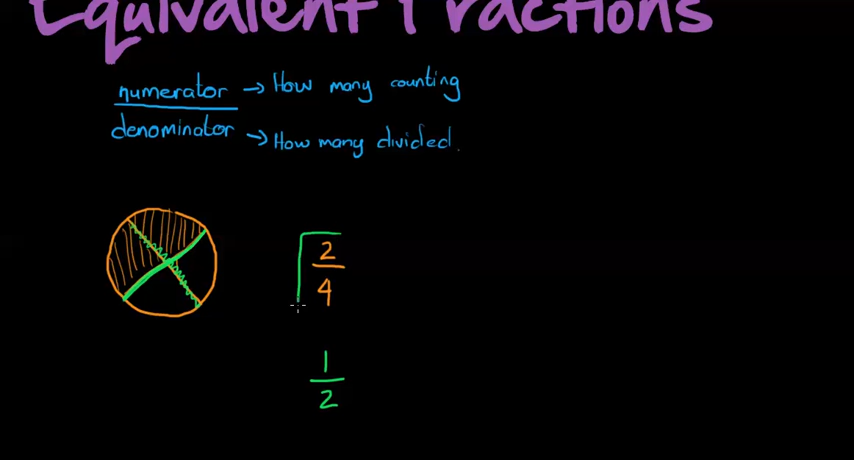 Equivalent Fractions
numerator → How many counting
denominator → How many divided.
2
4
1
2